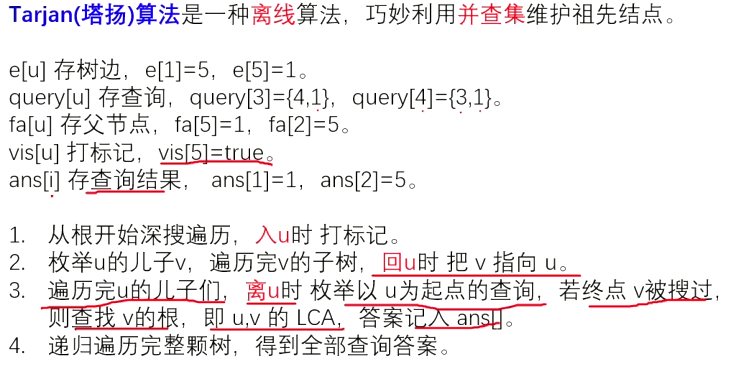 Tarjan(塔扬)算法是一种离线算法，巧妙利用并查集维护祖先结点。
e[u] 存树边，e[1]=5，e[5]=1。
query[u] 存查询，query[3]={4,1}，query[4]={3,1}。
fa[u] 存父节点，fa[5]=1，fa[2]=5。
vis[u] 打标记，vis[5]=true。
ans[i] 存查询结果， ans[1]=1，ans[2]=5。
1. 从根开始深搜遍历，入u时 打标记。
2. 枚举u的儿子v，遍历完v的子树，回u时 把 v 指向 u。
3. 遍历完u的儿子们，离u时 枚举以 u为起点的查询，若终点 v被搜过，
则查找 v的根，即 u,v 的 LCA，答案记入 ans[]。
4. 递归遍历完整颗树，得到全部查询答案。